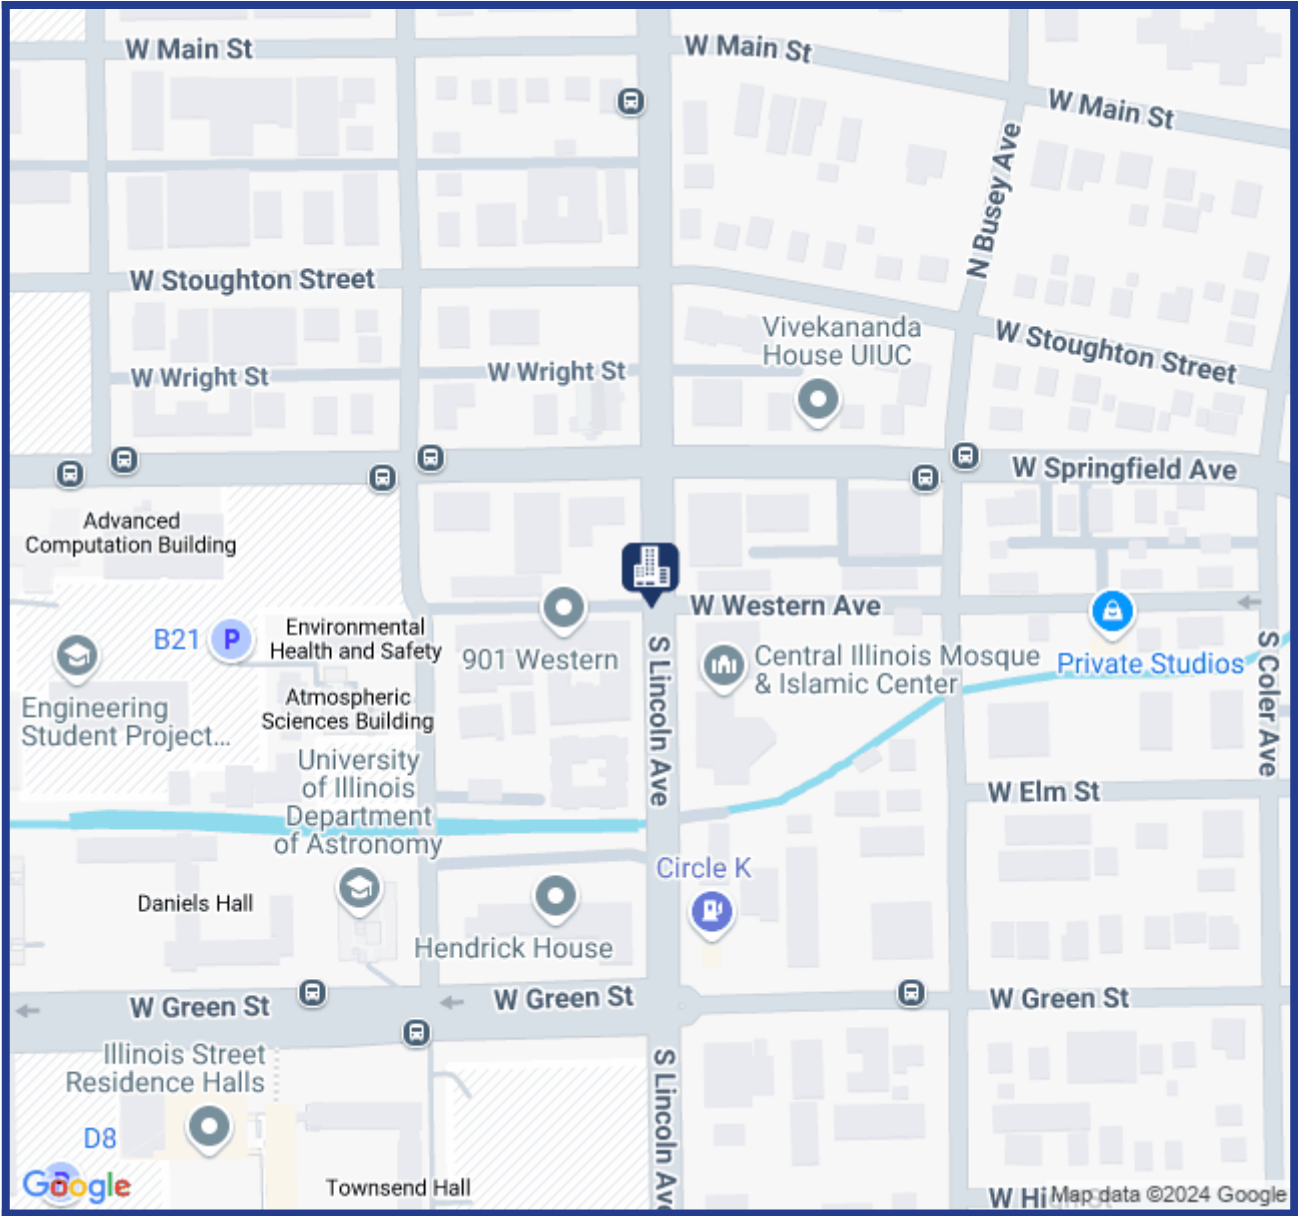 W Main St
W Main St
W Main St
N Busey Ave
W Stoughton Street
W Stoughton Street
Vivekananda
House UIUC
W Wright St
W Wright St
W Springfield Ave
Advanced
Computation Building
W Western Ave
B21
P
Environmental
Health and Safety
901 Western
Central Illinois Mosque
& Islamic Center
Private Studios
S Lincoln Ave
S Coler Ave
Engineering
Student Project...
Atmospheric
Sciences Building
University
of Illinois
Department
of Astronomy
W Elm St
Circle K
Daniels Hall
Hendrick House
W Green St
W Green St
W Green St
Illinois Street
Residence Halls
S Lincoln Ave
D8
Google
Townsend Hall
W Hi
Map data ©2024 Google